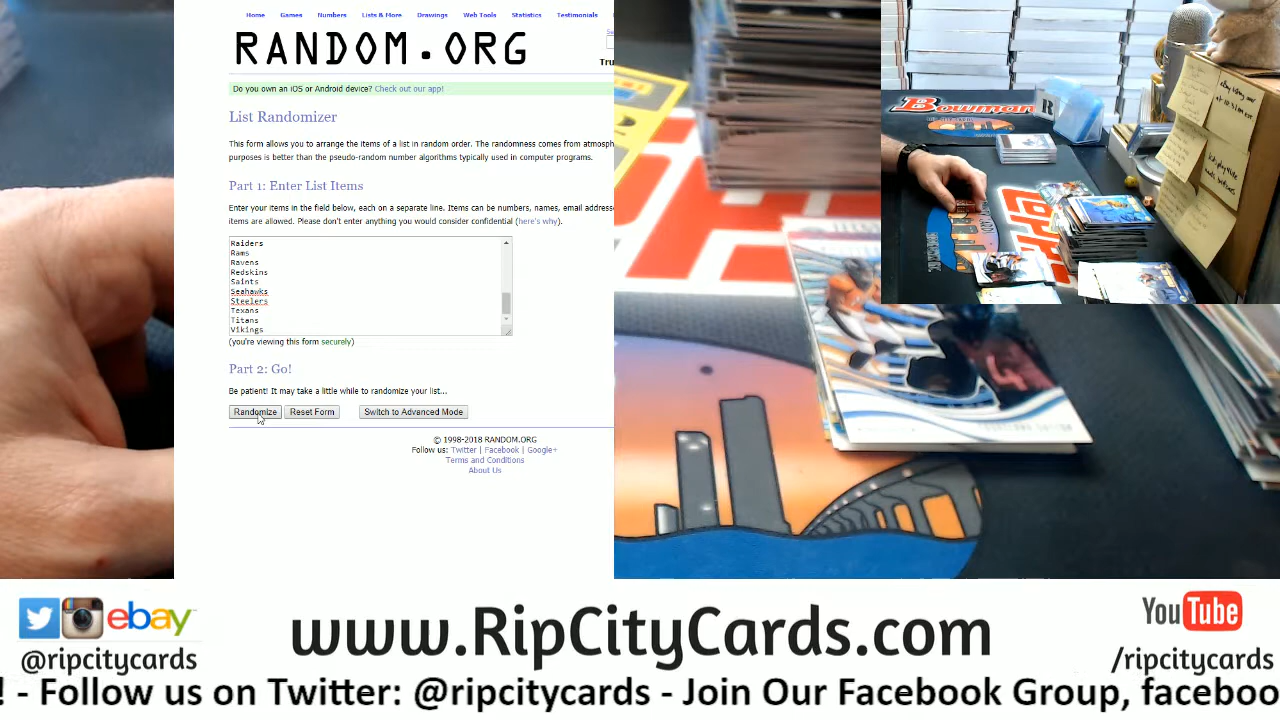 Home Games Numbers Lists & More Drawings Web Tools Statistics Testimonials
RANDOM.ORG
Do you own an iOS or Android device? Check out our app!
List Randomizer
This form allows you to arrange the items of a list in random order. The randomness comes from atmosph
purposes is better than the pseudo-random number algorithms typically used in computer programs.
Part 1: Enter List Items
Enter your items in the field below, each on a separate line. Items can be numbers, names, email addresse
items are allowed. Please don't enter anything you would consider confidential (here's why).
Raiders
Rams
Ravens
Redskins
Saints
Seahawks
Steelers
Texans
Titans
Vikings
(you're viewing this form securely)
Part 2: Go!
Be patient! It may take a little while to randomize your list...
Randomize Reset Form Switch to Advanced Mode
© 1998-2018 RANDOM.ORG
Follow us: Twitter | Facebook | Google+
Terms and Conditions
About Us
Bowman
ebay
@ripcitycards
www.RipCityCards.com
YouTube
/ripcitycards
! - Follow us on Twitter: @ripcitycards - Join Our Facebook Group, faceboo